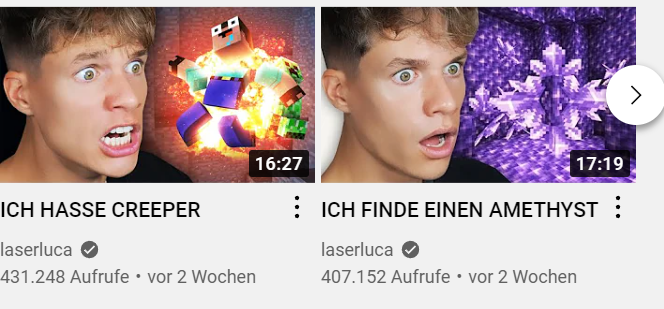 16:27
17:19
ICH HASSE CREEPER
ICH FINDE EINEN AMETHYST
laserluca
laserluca
431.248 Aufrufe • vor 2 Wochen
407.152 Aufrufe • vor 2 Wochen